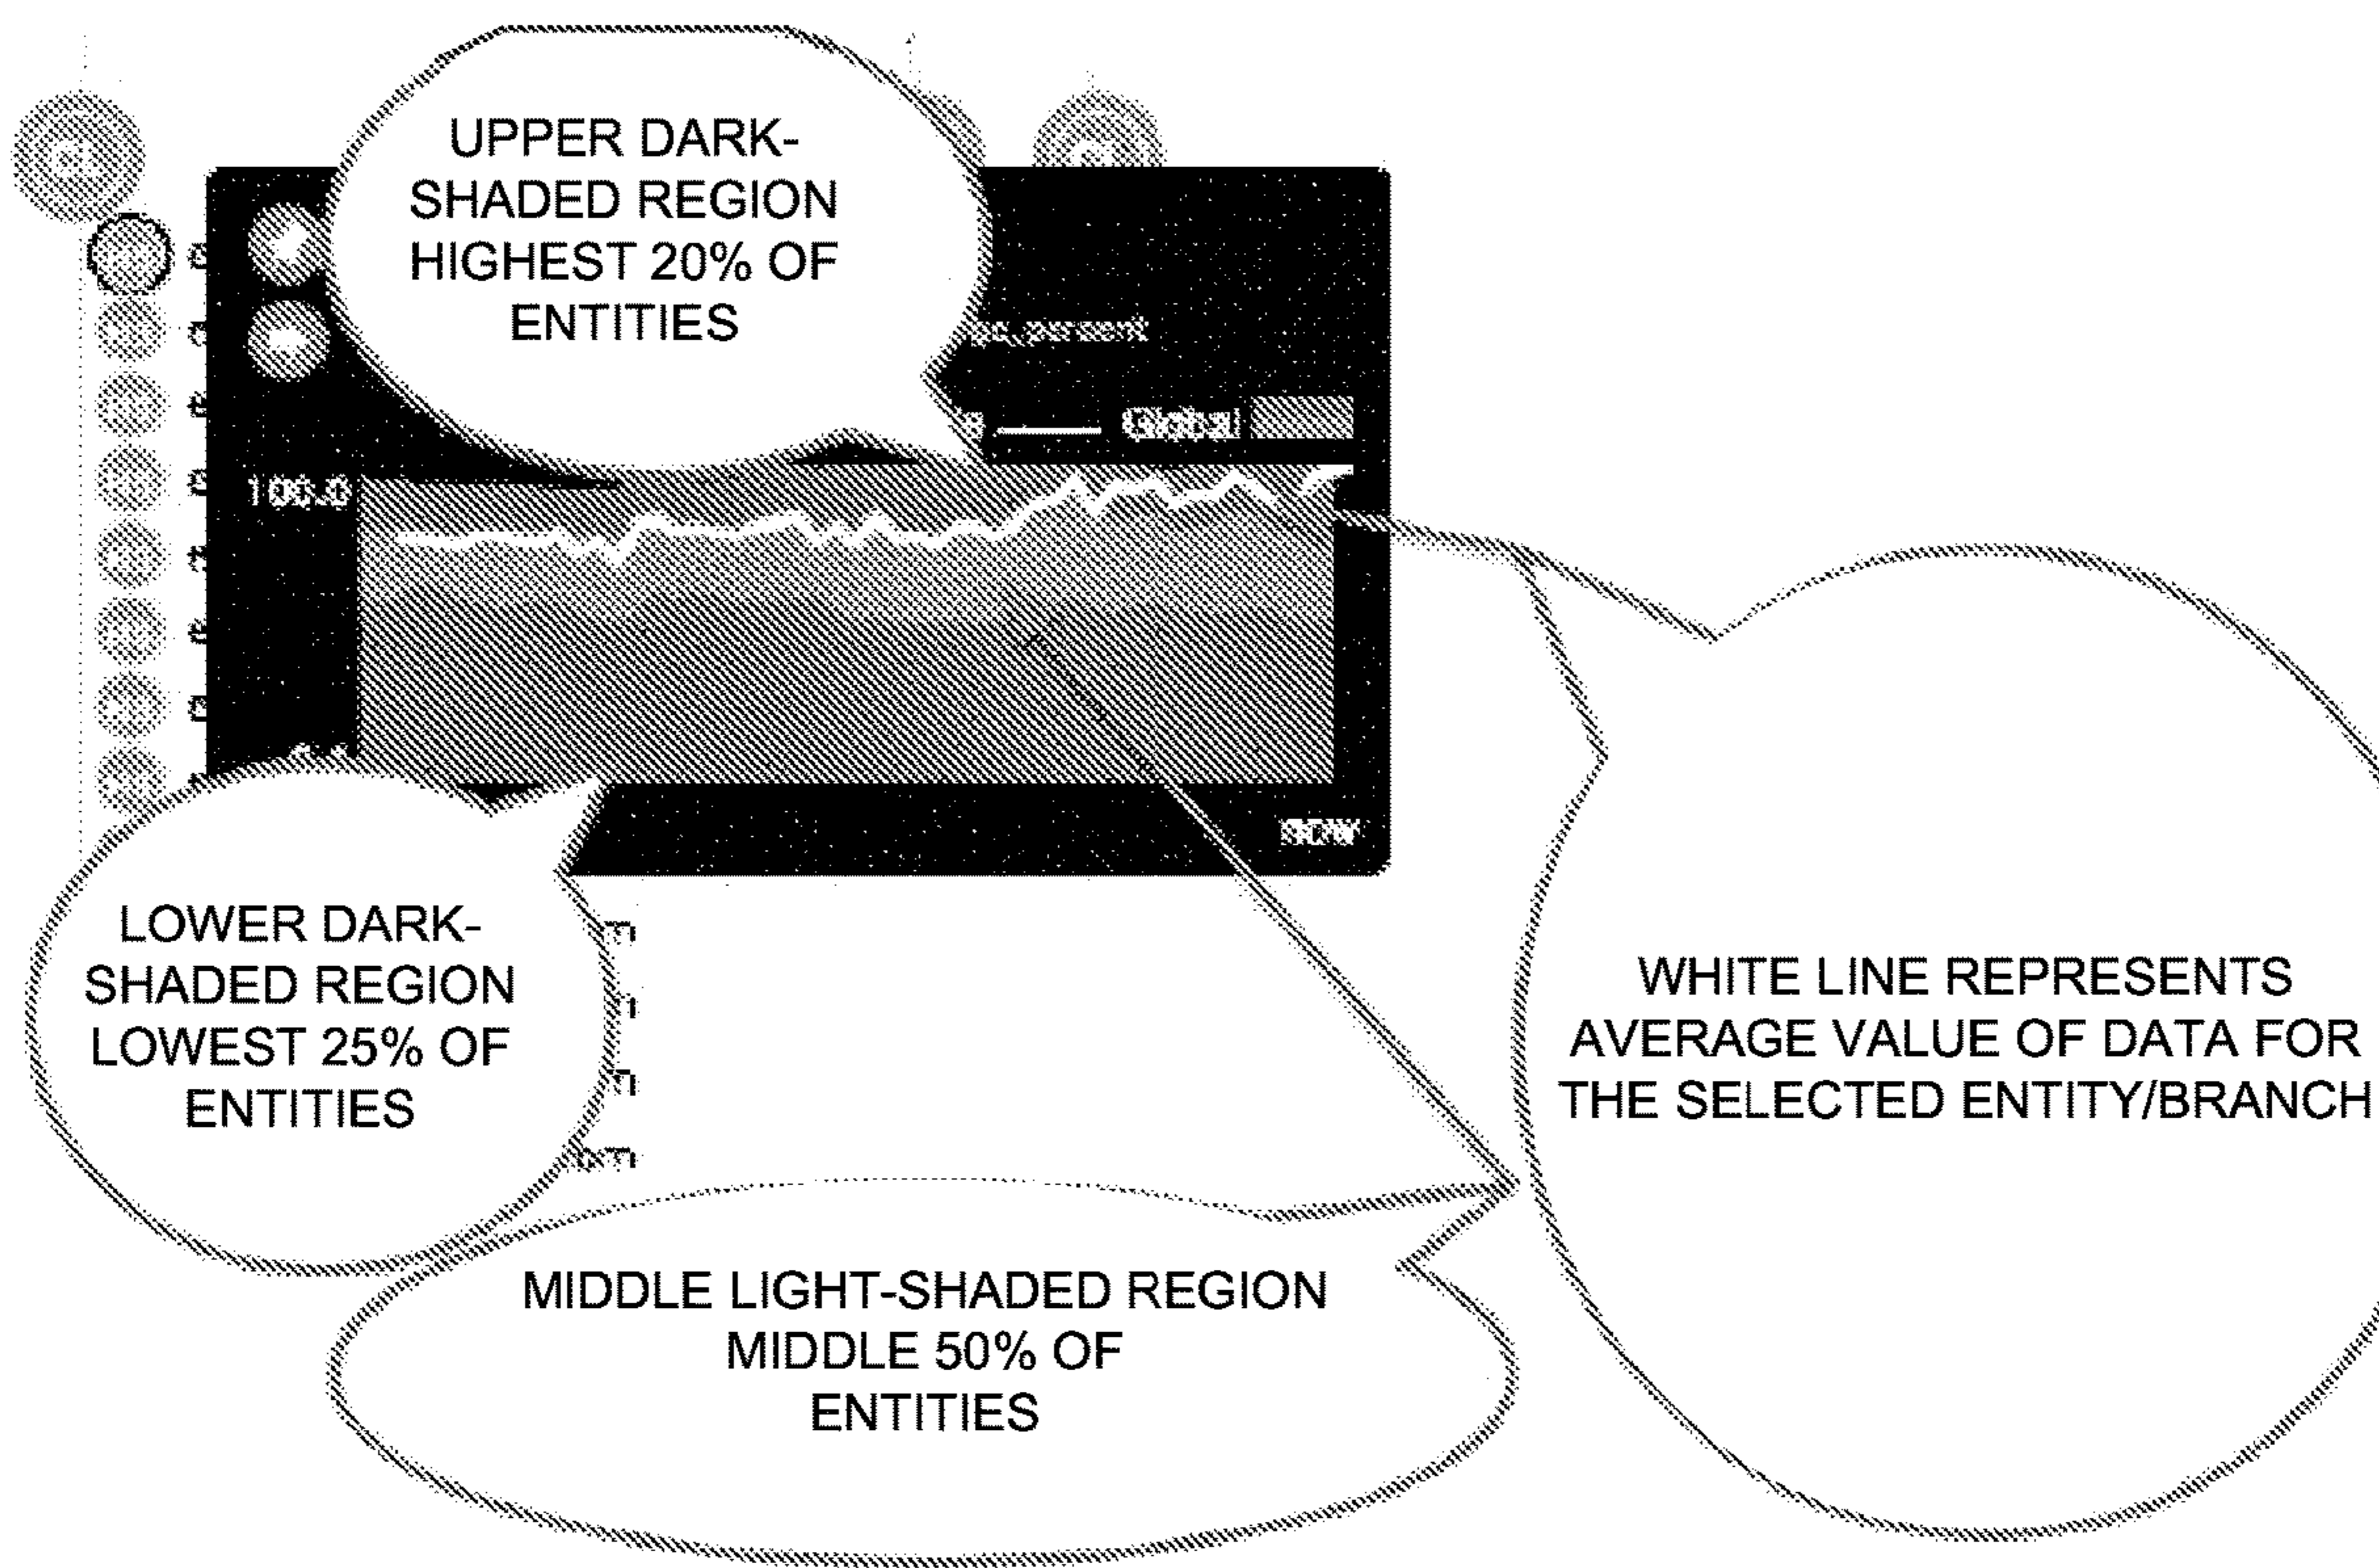 UPPER DARK-
SHADED REGION
HIGHEST 20% OF
ENTITIES
Global
100.0
now
LOWER DARK-
SHADED REGION
LOWEST 25% OF
ENTITIES
WHITE LINE REPRESENTS
AVERAGE VALUE OF DATA FOR
THE SELECTED ENTITY/BRANCH
MIDDLE LIGHT-SHADED REGION
MIDDLE 50% OF
ENTITIES